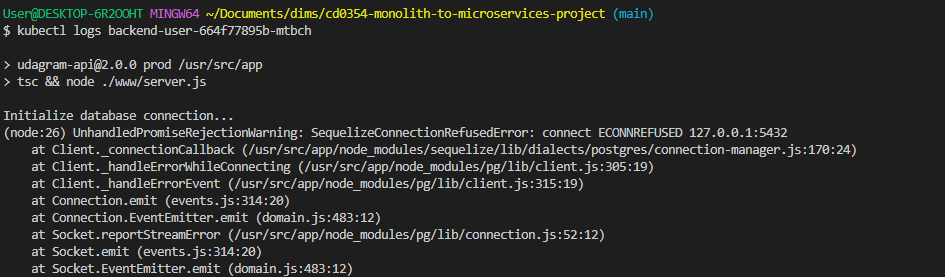 User@DESKTOP-6R2OOHT MINGW64 ~/Documents/dims/cd0354-monolith-to-microservices-project (main)
$ kubectl logs backend-user-664f77895b-mtbch

> udagram-api@2.0.0 prod /usr/src/app
> tsc && node ./www/server.js

Initialize database connection...
(node:26) UnhandledPromiseRejectionWarning: SequelizeConnectionRefusedError: connect ECONNREFUSED 127.0.0.1:5432
    at Client._connectionCallback (/usr/src/app/node_modules/sequelize/lib/dialects/postgres/connection-manager.js:170:24)
    at Client._handleErrorWhileConnecting (/usr/src/app/node_modules/pg/lib/client.js:305:19)
    at Client._handleErrorEvent (/usr/src/app/node_modules/pg/lib/client.js:315:19)
    at Connection.emit (events.js:314:20)
    at Connection.EventEmitter.emit (domain.js:483:12)
    at Socket.reportStreamError (/usr/src/app/node_modules/pg/lib/connection.js:52:12)
    at Socket.emit (events.js:314:20)
    at Socket.EventEmitter.emit (domain.js:483:12)